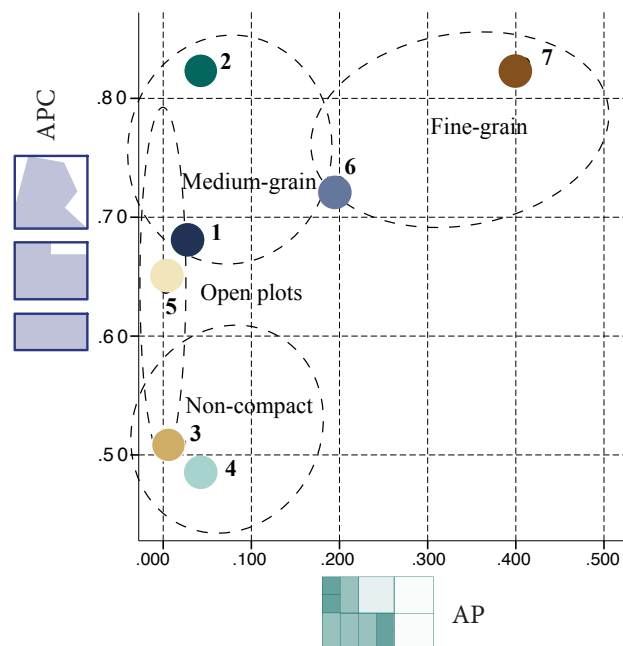 2
7
.80
APC
Fine-grain
6
Medium-grain
.70
1
5
Open plots
.60
Non-compact
3
.50
4
.000
.100
.200
.300
.400
.500
AP